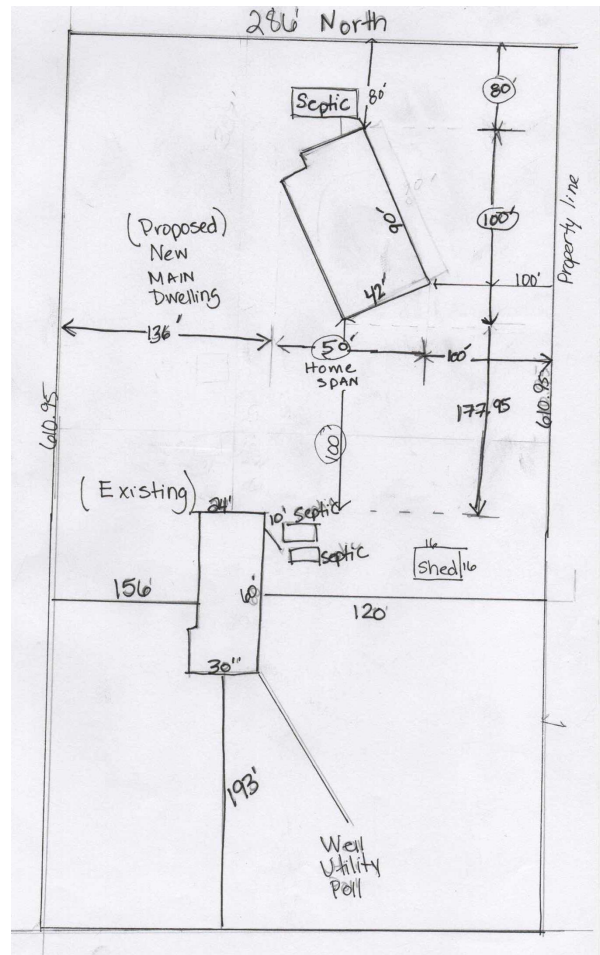 286' North
80'
80'
Septic
Property line
100'
90'
(Proposed)
New
MAIN
Dwelling
42'
100'
136"
50'
100'
Home
SPAN
177.95
610.95
610.95
100'
(Existing)
24'
10' septic
septic
16
Shed 16
156'
60'
120'
30"'
193'
Well
Utility
Poll